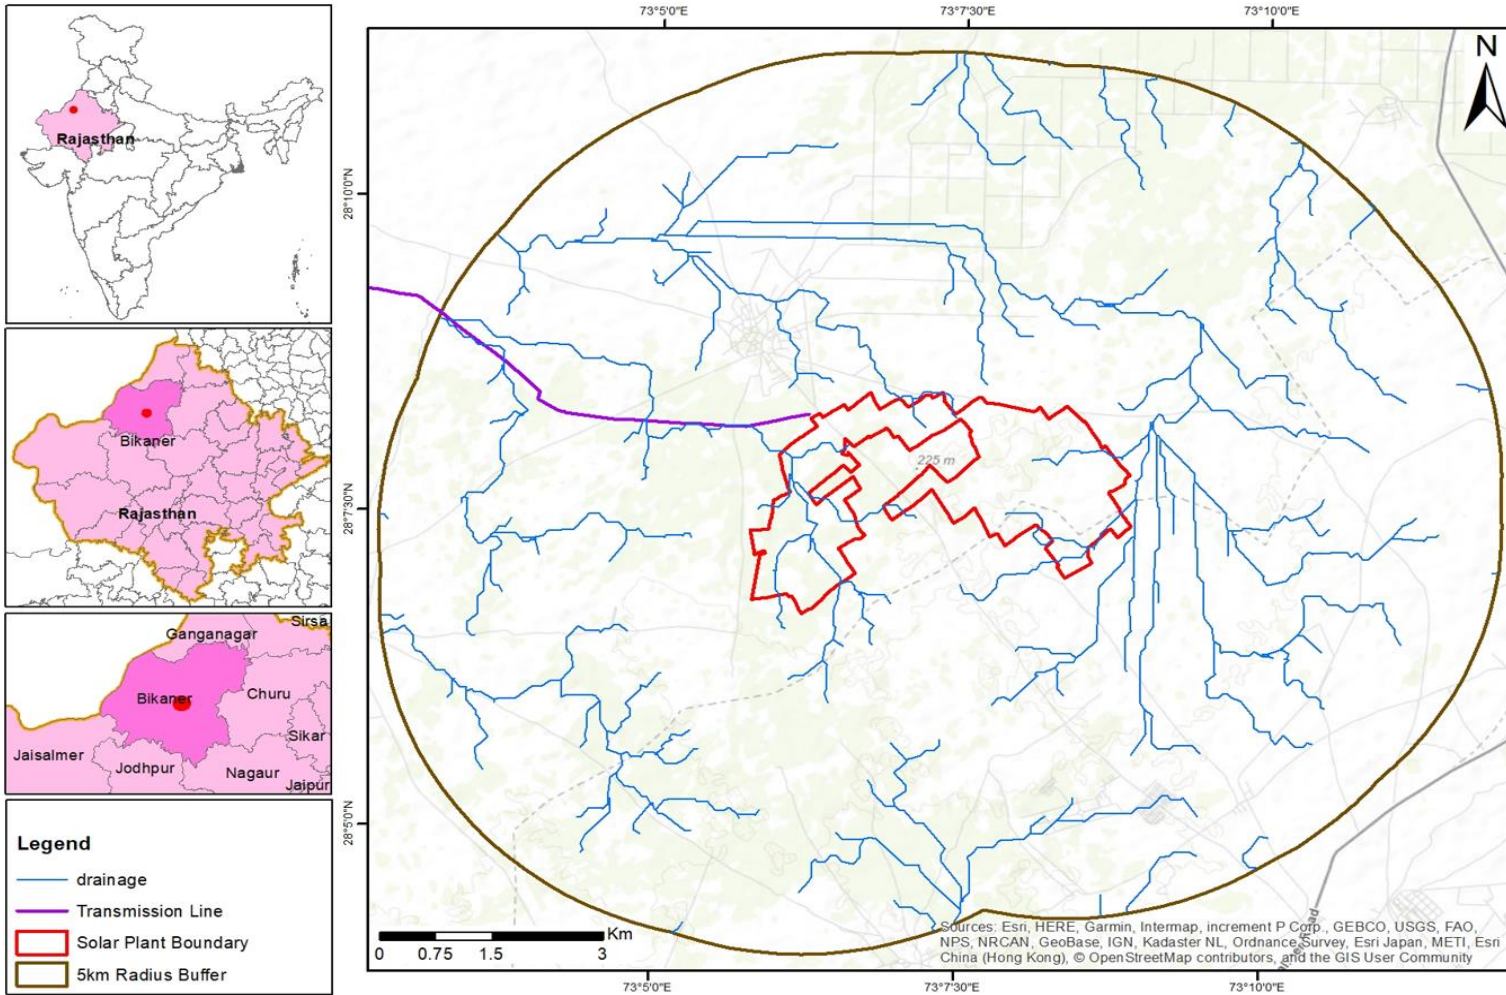 Rajasthan
Bikaner
Rajasthan
Ganganagar
Sirsa
Bikaner
Churu
Sikar
Jaisalmer
Jodhpur
Nagaur
Jaipur
Legend
drainage
Transmission Line
Solar Plant Boundary
5km Radius Buffer
73°5'0"E
73°7'30"E
73°10'0"E
N
28°10'0"N
28°7'30"N
28°5'0"N
225 m
Km
0 0.75 1.5 3
Sources: Esri, HERE, Garmin, Intermap, increment P Corp., GEBCO, USGS, FAO,
NPS, NRCAN, GeoBase, IGN, Kadaster NL, Ordnance Survey, Esri Japan, METI, Esri
China (Hong Kong), © OpenStreetMap contributors, and the GIS User Community
73°5'0"E
73°7'30"E
73°10'0"E